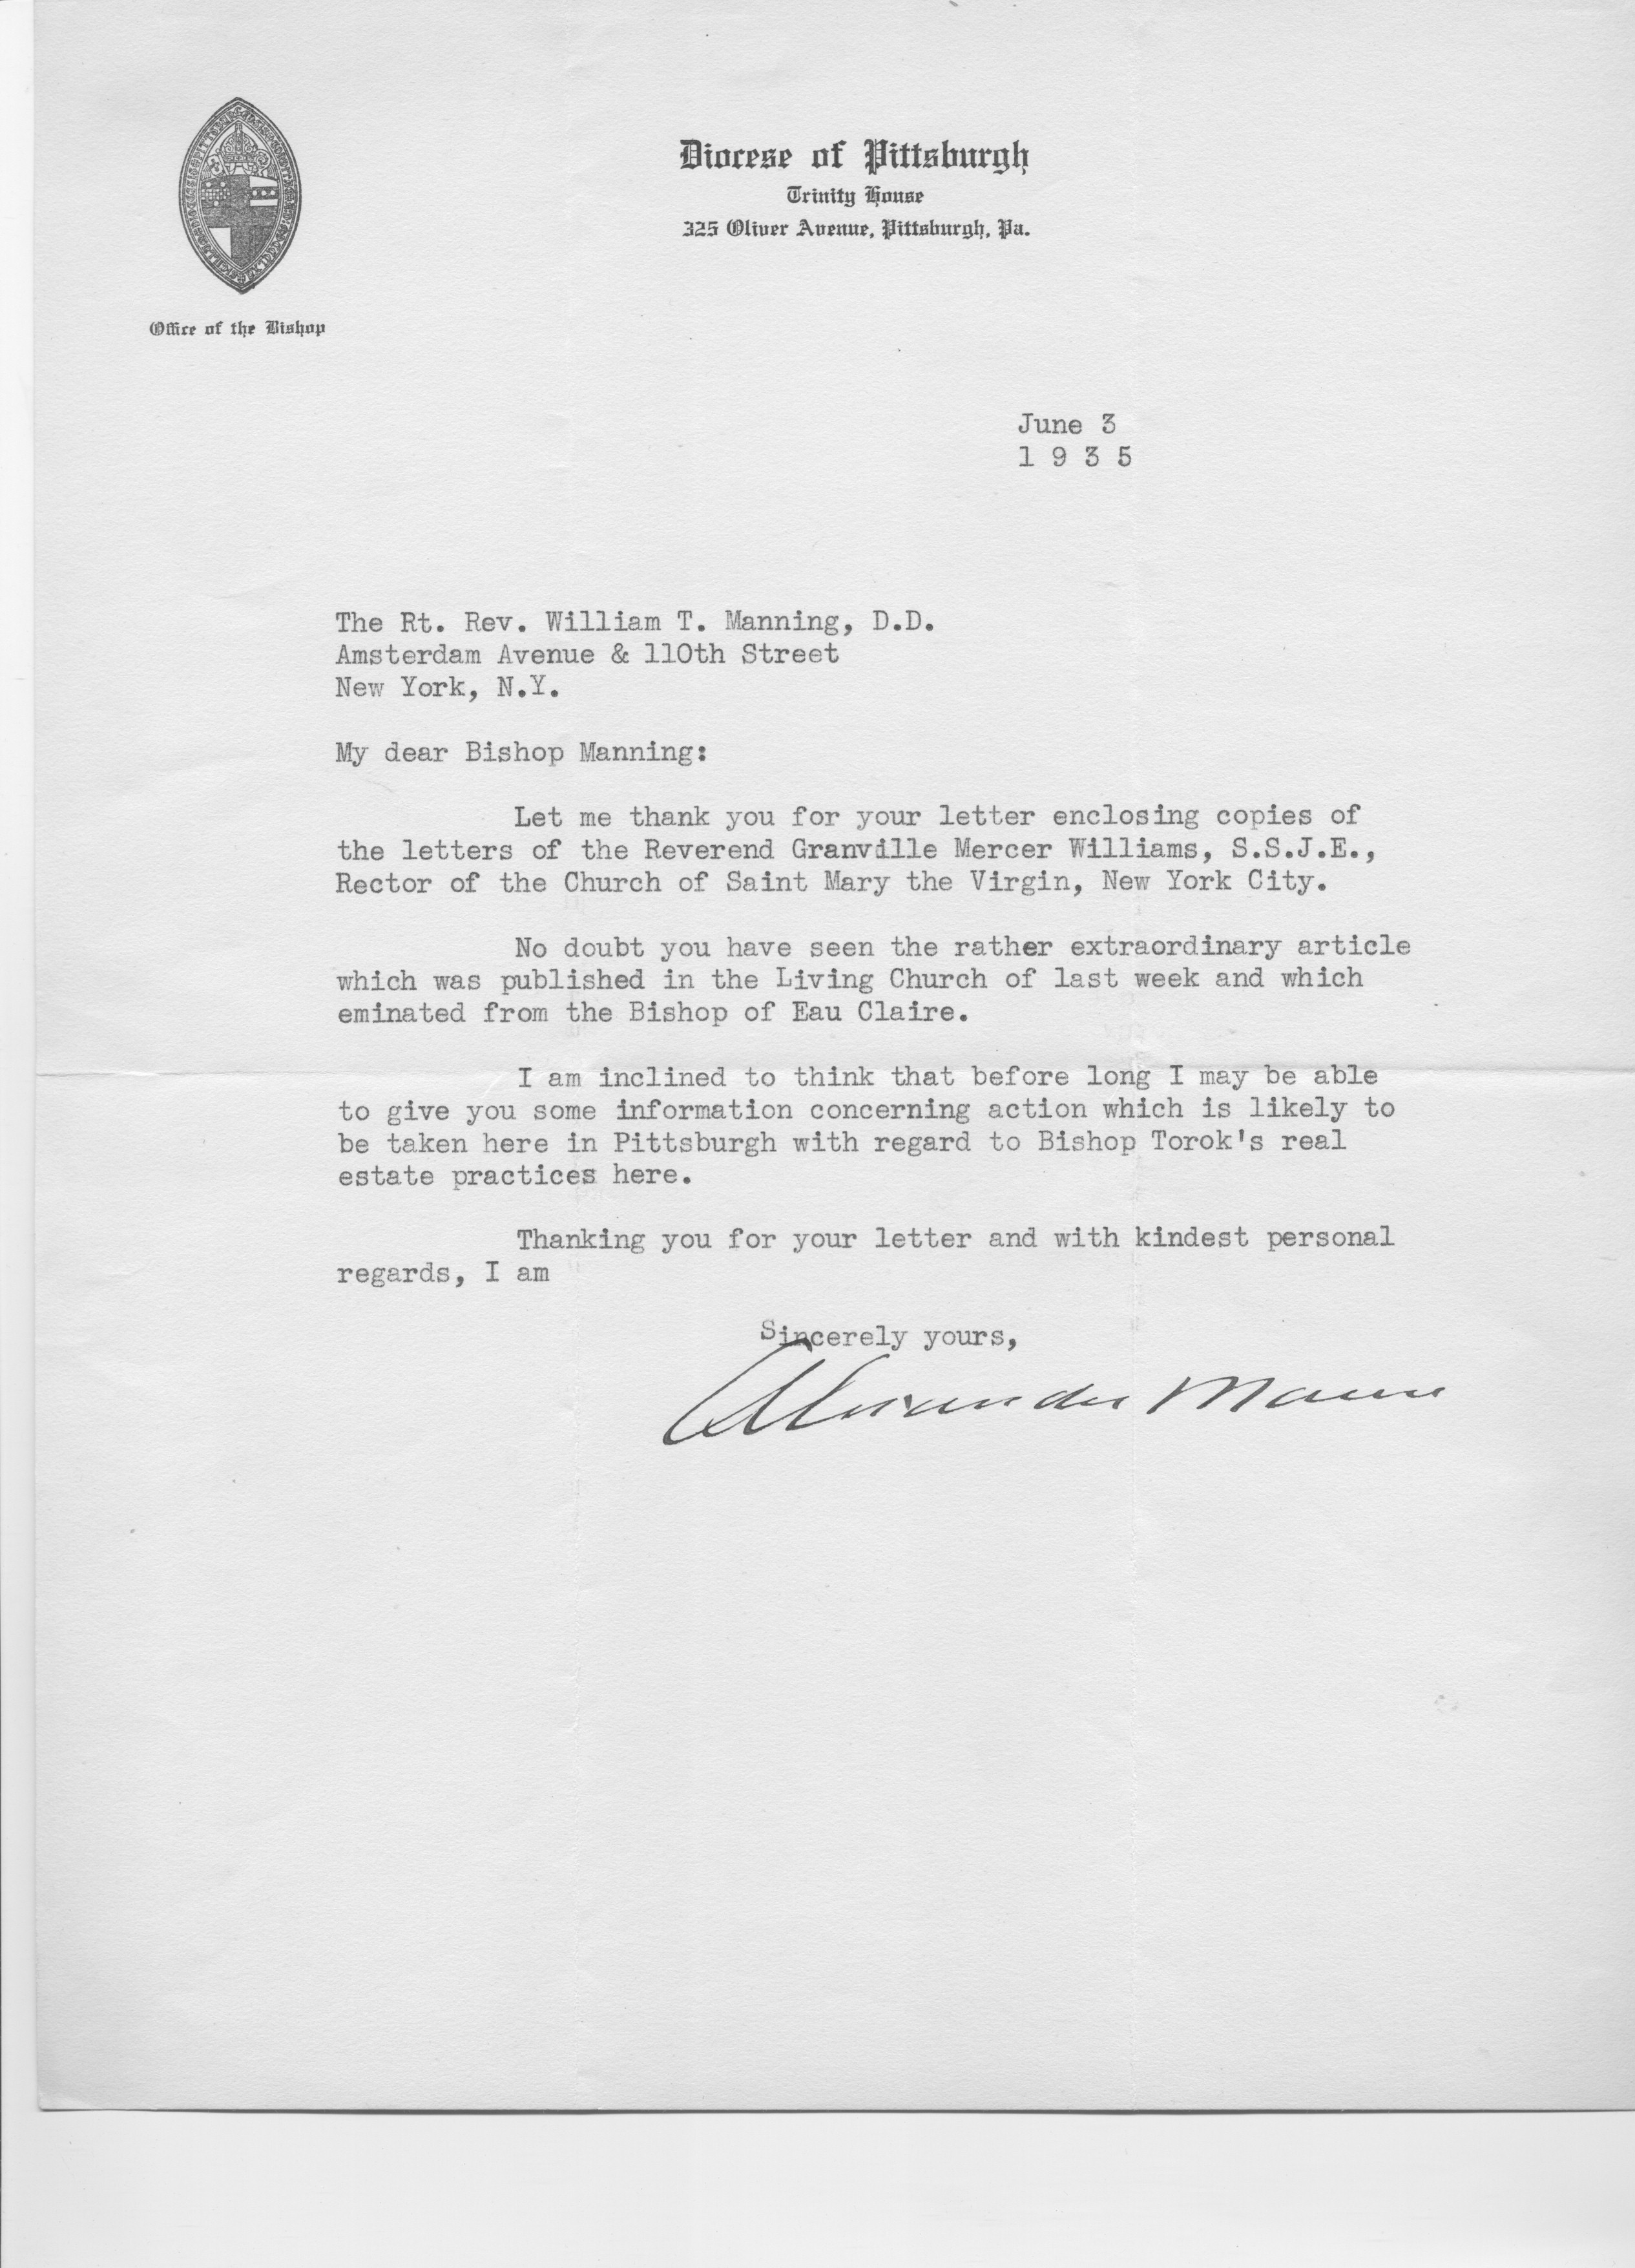 Diocese of Pittsburgh
Trinity House
325 Oliver Avenue, Pittsburgh, Pa.
Office of the Bishop
June 3
1 9 3 5
The Rt. Rev. William T. Manning, D.D.
Amsterdam Avenue & 110th Street
New York, N.Y.
My dear Bishop Manning:
Let me thank you for your letter enclosing copies of
the letters of the Reverend Granville Mercer Williams, S.S.J.E.,
Rector of the Church of Saint Mary the Virgin, New York City.
No doubt you have seen the rather extraordinary article
which was published in the Living Church of last week and which
eminated from the Bishop of Eau Claire.
I am inclined to think that before long I may be able
to give you some information concerning action which is likely to
be taken here in Pittsburgh with regard to Bishop Torok's real
estate practices here.
Thanking you for your letter and with kindest personal
regards, I am
Sincerely yours,
Alexander Mann